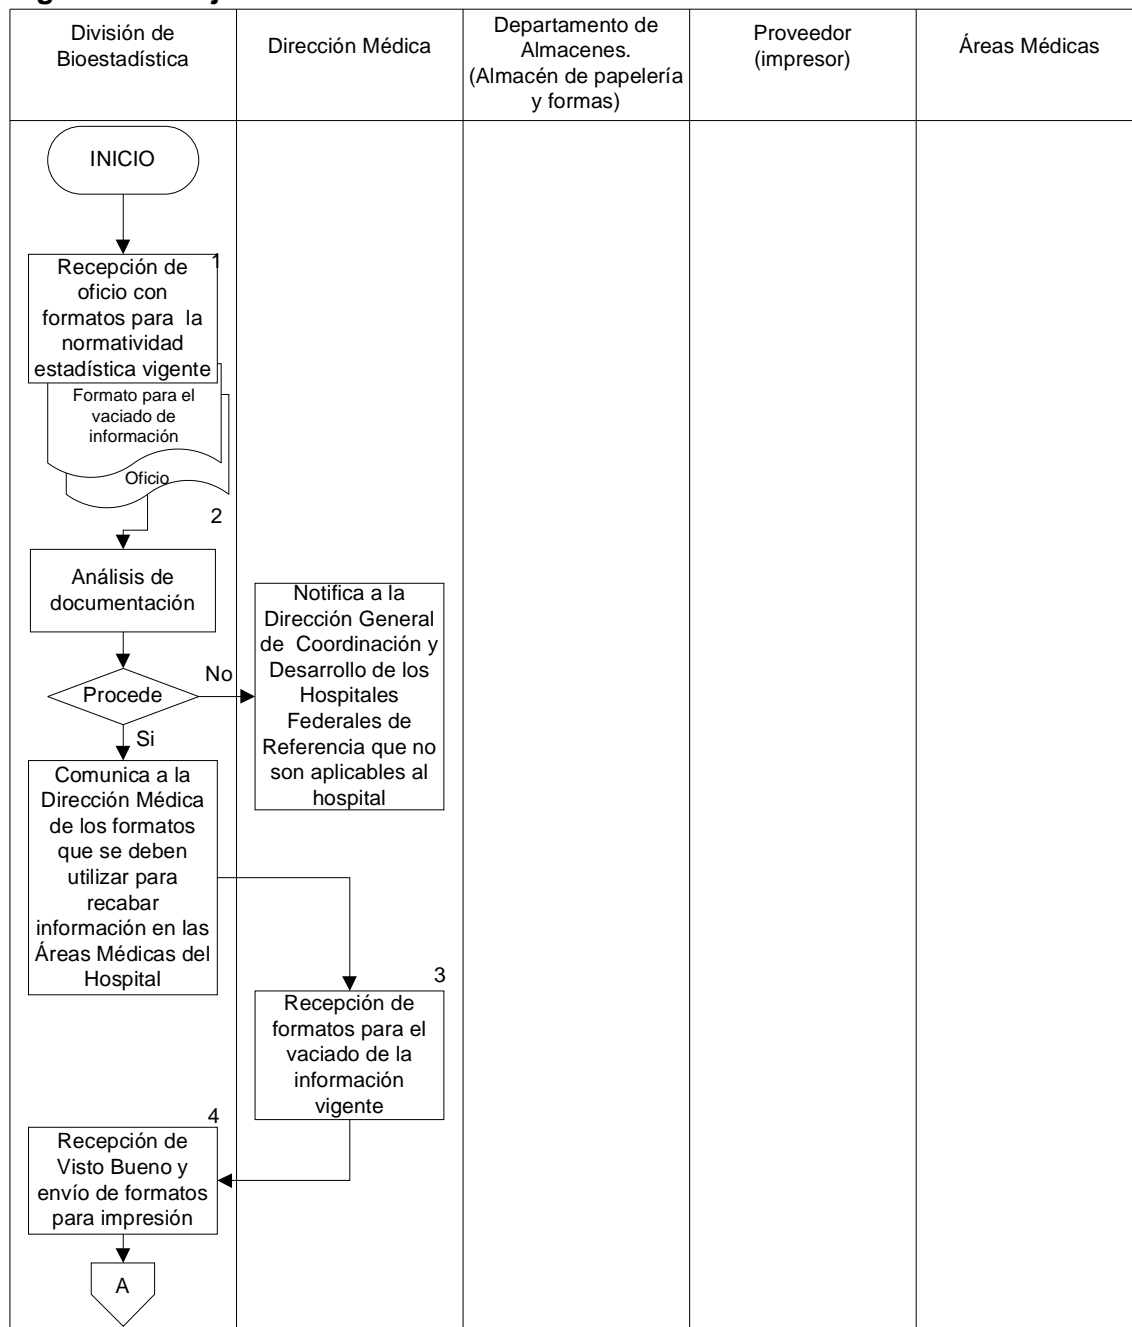 División de
Bioestadística
Dirección Médica
Departamento de
Almacenes.
(Almacén de papelería
y formas)
Proveedor
(impresor)
Áreas Médicas
INICIO
1
Recepción de
oficio con
formatos para la
normatividad
estadística vigente
Formato para el
vaciado de
información
Oficio
2
Análisis de
documentación
Procede
No
Notifica a la
Dirección General
de Coordinación y
Desarrollo de los
Hospitales
Federales de
Referencia que no
son aplicables al
hospital
Si
Comunica a la
Dirección Médica
de los formatos
que se deben
utilizar para
recabar
información en las
Áreas Médicas del
Hospital
3
Recepción de
formatos para el
vaciado de la
información
vigente
4
Recepción de
Visto Bueno y
envío de formatos
para impresión
A